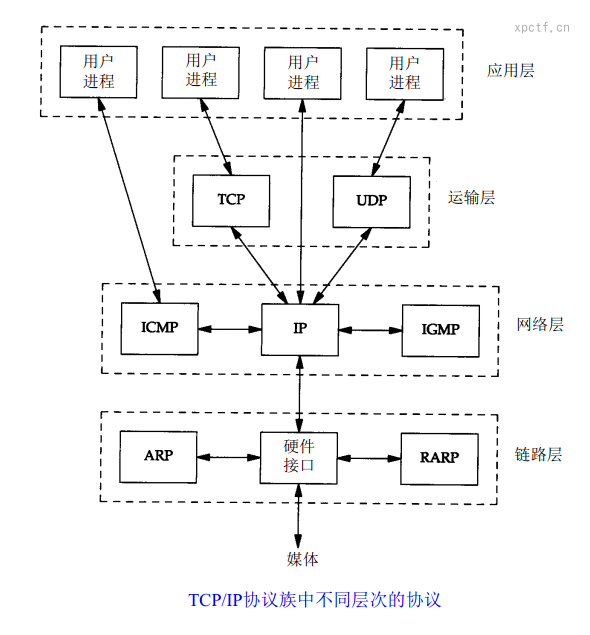 xpctf.cn
用户 用户 用户 用户
进程 进程 进程 进程
应用层
TCP
UDP
运输层
ICMP
IP
IGMP
网络层
ARP
硬件
接口
RARP
链路层
媒体
TCP/IP协议族中不同层次的协议